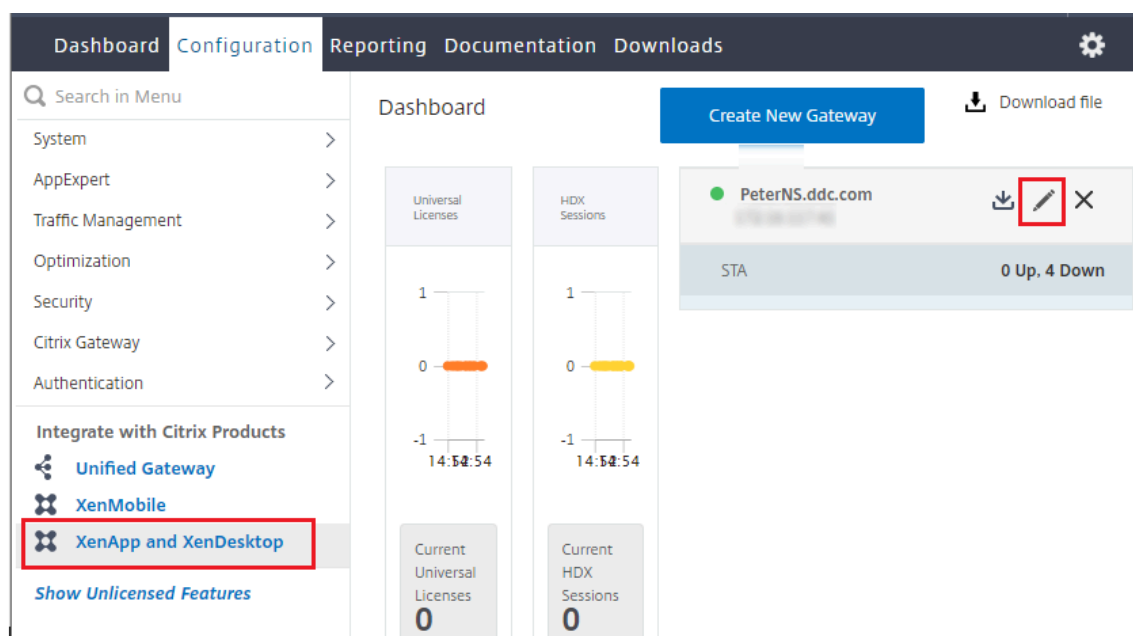 Dashboard Configuration Reporting Documentation Downloads
Search in Menu
System
AppExpert
Traffic Management
Optimization
Security
Citrix Gateway
Authentication
Integrate with Citrix Products
Unified Gateway
XenMobile
XenApp and XenDesktop
Show Unlicensed Features
Dashboard
Create New Gateway
Download file
Universal
Licenses
1
0
-1
Current
Universal
Licenses
0
HDX
Sessions
1
0
-1
Current
HDX
Sessions
0
PeterNS.ddc.com
STA 0 Up, 4 Down